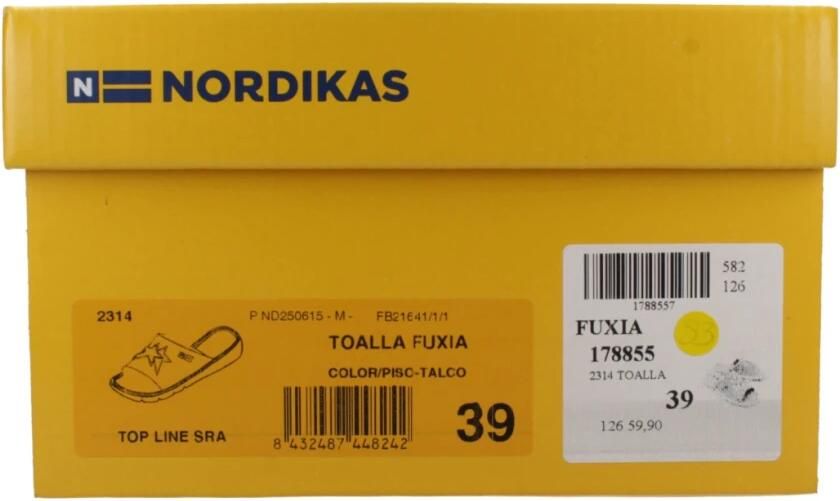 N NORDIKAS
2314 P ND250615 - M - FB21641/1/1
TOALLA FUXIA
COLOR/PISO-TALCO
TOP LINE SRA
8 432487 448242
39
582
126
1788557
FUXIA
178855
2314 TOALLA
39
126 59,90